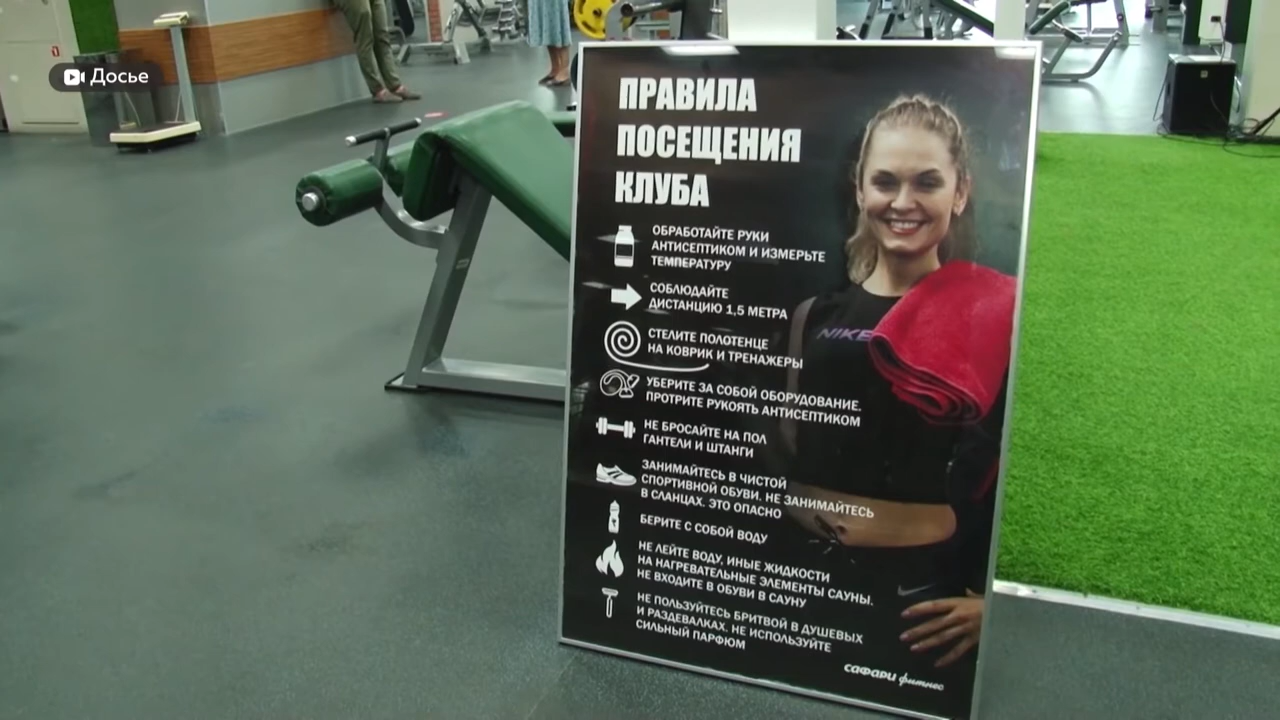 Досье
ПРАВИЛА
ПОСЕЩЕНИЯ
КЛУБА
ОБРАБОТАЙТЕ РУКИ
АНТИСЕПТИКОМ И ИЗМЕРЬТЕ
ТЕМПЕРАТУРУ
СОБЛЮДАЙТЕ
ДИСТАНЦИЮ 1,5 МЕТРА
СТЕЛИТЕ ПОЛОТЕНЦЕ
НА КОВРИК И ТРЕНАЖЕРЫ
УБЕРИТЕ ЗА СОБОЙ ОБОРУДОВАНИЕ.
ПРОТРИТЕ РУКОЯТЬ АНТИСЕПТИКОМ
НЕ БРОСАЙТЕ НА ПОЛ
ГАНТЕЛИ И ШТАНГИ
ЗАНИМАЙТЕСЬ В ЧИСТОЙ
СПОРТИВНОЙ ОБУВИ. НЕ ЗАНИМАЙТЕСЬ
В СЛАНЦАХ. ЭТО ОПАСНО
БЕРИТЕ С СОБОЙ ВОДУ
НЕ ЛЕЙТЕ ВОДУ, ИНЫЕ ЖИДКОСТИ
НА НАГРЕВАТЕЛЬНЫЕ ЭЛЕМЕНТЫ САУНЫ.
НЕ ВХОДИТЕ В ОБУВИ В САУНУ
НЕ ПОЛЬЗУЙТЕСЬ БРИТВОЙ В ДУШЕВЫХ
И РАЗДЕВАЛКАХ. НЕ ИСПОЛЬЗУЙТЕ
СИЛЬНЫЙ ПАРФЮМ
NIKE
САФАРИ фитнес